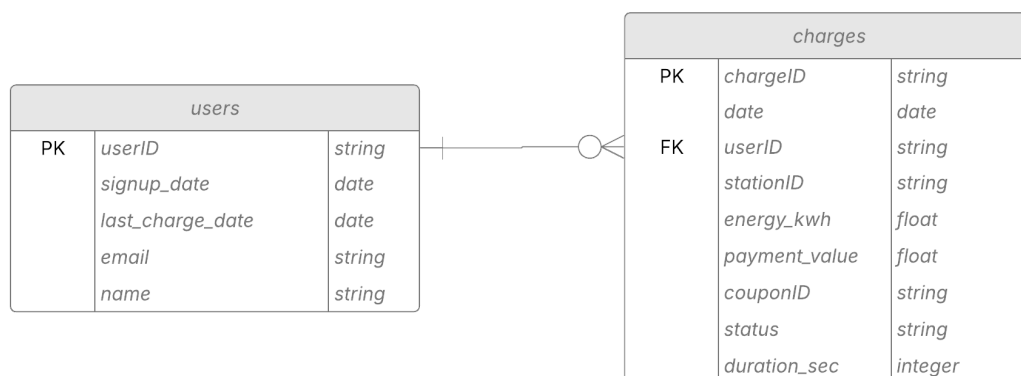 users
PK userID string
signup_date date
last_charge_date date
email string
name string
charges
PK chargeID string
date date
FK userID string
stationID string
energy_kwh float
payment_value float
couponID string
status string
duration_sec integer